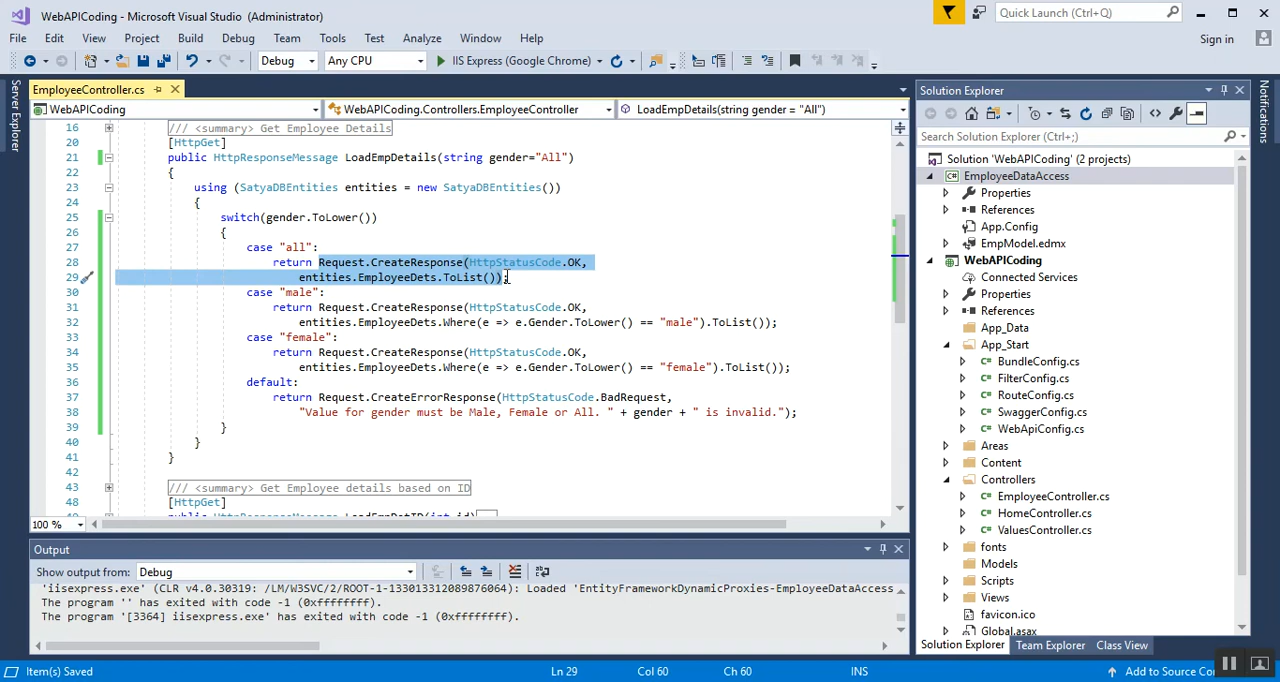 WebAPICoding - Microsoft Visual Studio (Administrator)
Quick Launch (Ctrl+Q)
File Edit View Project Build Debug Team Tools Test Analyze Window Help
Sign in
Debug Any CPU IIS Express (Google Chrome)
Server Explorer
EmployeeController.cs
WebAPICoding WebAPICoding.Controllers.EmployeeController LoadEmpDetails(string gender = "All")
16 /// <summary> Get Employee Details
20 [HttpGet]
21 public HttpResponseMessage LoadEmpDetails(string gender="All")
22 {
23 using (SatyaDBEntities entities = new SatyaDBEntities())
24 {
25 switch(gender.ToLower())
26 {
27 case "all":
28 return Request.CreateResponse(HttpStatusCode.OK,
29 entities.EmployeeDets.ToList());
30 case "male":
31 return Request.CreateResponse(HttpStatusCode.OK,
32 entities.EmployeeDets.Where(e => e.Gender.ToLower() == "male").ToList());
33 case "female":
34 return Request.CreateResponse(HttpStatusCode.OK,
35 entities.EmployeeDets.Where(e => e.Gender.ToLower() == "female").ToList());
36 default:
37 return Request.CreateErrorResponse(HttpStatusCode.BadRequest,
38 "Value for gender must be Male, Female or All. " + gender + " is invalid.");
39 }
40 }
41 }
42
43 /// <summary> Get Employee details based on ID
48 [HttpGet]
public HttpResponseMessage LoadEmpDetID(int id)
100 %
Output
Show output from: Debug
'iisexpress.exe' (CLR v4.0.30319: /LM/W3SVC/2/ROOT-1-133013312089876064): Loaded 'EntityFrameworkDynamicProxies-EmployeeDataAccess
The program '' has exited with code -1 (0xffffffff).
The program '[3364] iisexpress.exe' has exited with code -1 (0xffffffff).
Solution Explorer
Search Solution Explorer (Ctrl+;)
Solution 'WebAPICoding' (2 projects)
EmployeeDataAccess
Properties
References
App.Config
EmpModel.edmx
WebAPICoding
Connected Services
Properties
References
App_Data
App_Start
C# BundleConfig.cs
C# FilterConfig.cs
C# RouteConfig.cs
C# SwaggerConfig.cs
C# WebApiConfig.cs
Areas
Content
Controllers
C# EmployeeController.cs
C# HomeController.cs
C# ValuesController.cs
fonts
Models
Scripts
Views
favicon.ico
Global.asax
Solution Explorer Team Explorer Class View
Notifications
Item(s) Saved Ln 29 Col 60 Ch 60 INS Add to Source Co